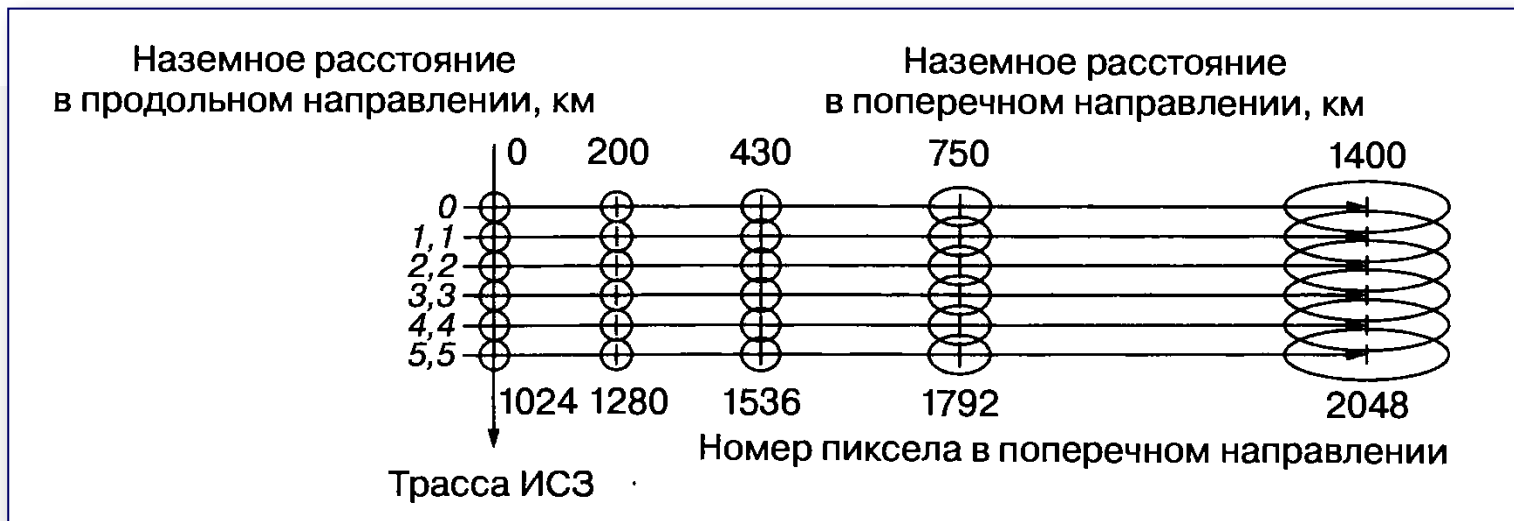 Наземное расстояние
в продольном направлении, км
Наземное расстояние
в поперечном направлении, км
0 200 430 750 1400
0
1,1
2,2
3,3
4,4
5,5
1024 1280 1536 1792 2048
Номер пиксела в поперечном направлении
Трасса ИСЗ